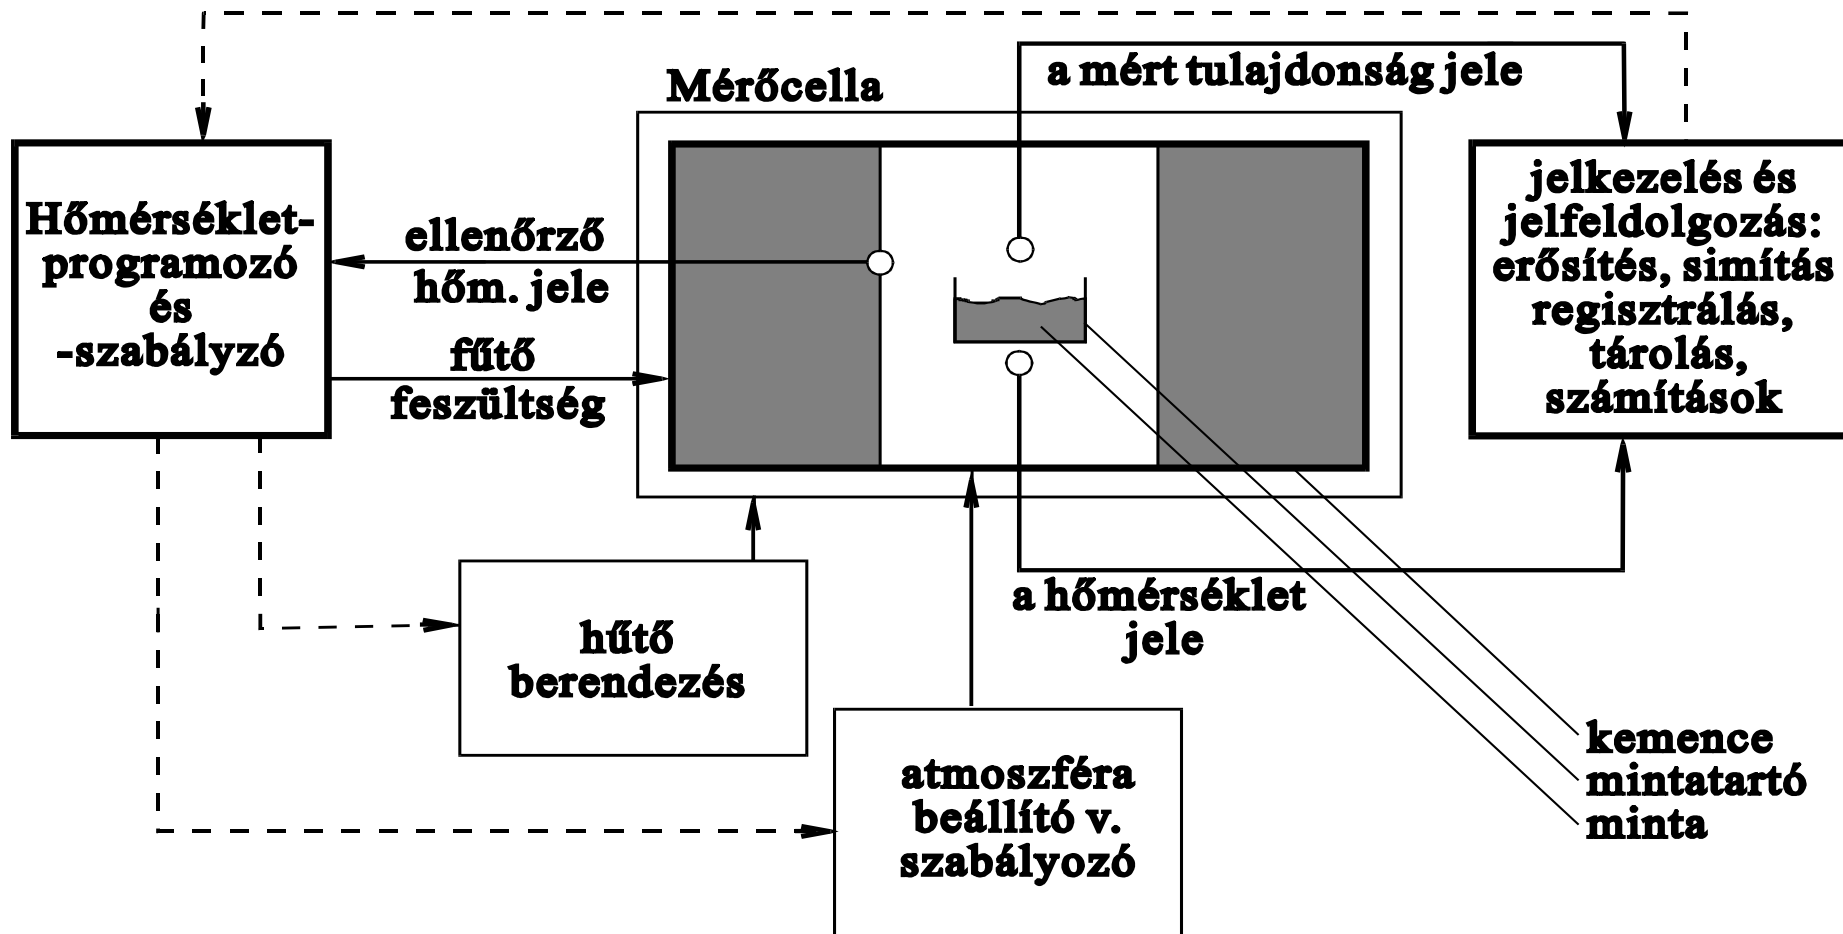 Mérőcella
a mért tulajdonság jele
Hőmérséklet-
programozó
és
-szabályzó
ellenőrző
hőm. jele
fűtő
feszültség
jelkezelés és
jelfeldolgozás:
erősítés, simítás
regisztrálás,
tárolás,
számítások
a hőmérséklet
jele
hűtő
berendezés
atmoszféra
beállító v.
szabályozó
kemence
mintatartó
minta